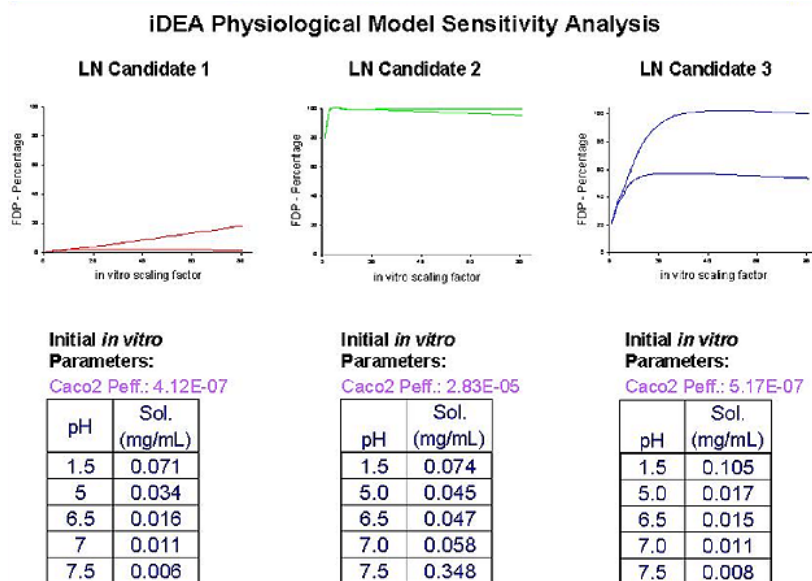 iDEA Physiological Model Sensitivity Analysis
LN Candidate 1
LN Candidate 2
LN Candidate 3
FDP - Percentage
in vitro scaling factor
FDP - Percentage
in vitro scaling factor
FDP - Percentage
in vitro scaling factor
Initial in vitro
Parameters:
Caco2 Peff.: 4.12E-07
pH Sol. (mg/mL)
1.5 0.071
5 0.034
6.5 0.016
7 0.011
7.5 0.006
Initial in vitro
Parameters:
Caco2 Peff.: 2.83E-05
pH Sol. (mg/mL)
1.5 0.074
5.0 0.045
6.5 0.047
7.0 0.058
7.5 0.348
Initial in vitro
Parameters:
Caco2 Peff.: 5.17E-07
pH Sol. (mg/mL)
1.5 0.105
5.0 0.017
6.5 0.015
7.0 0.011
7.5 0.008